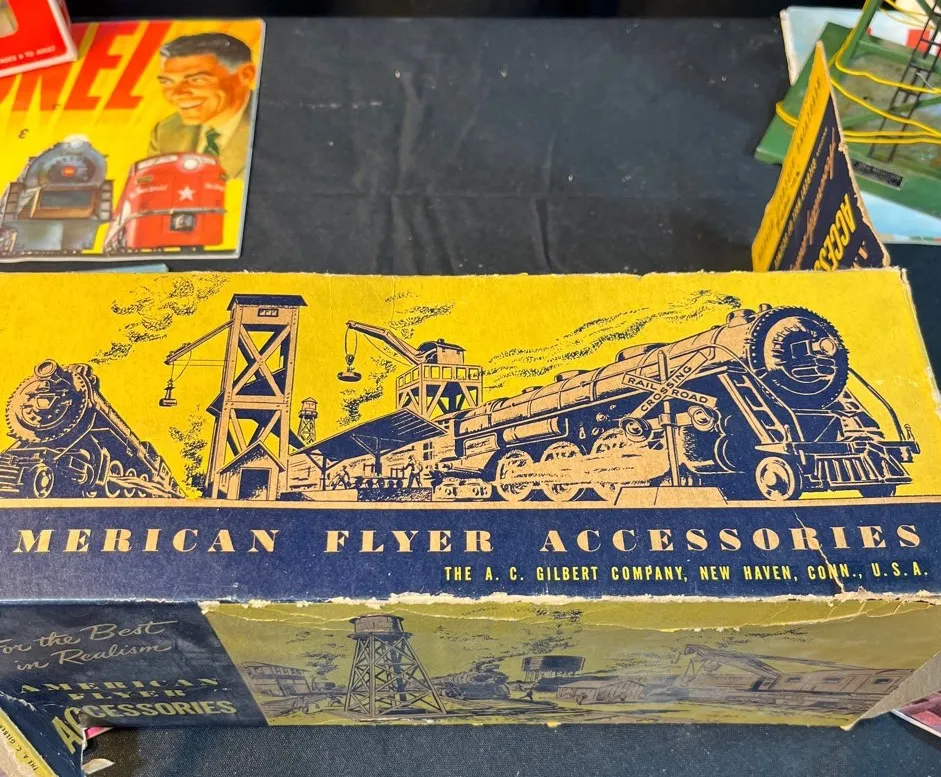 NEL
3
RAILROAD
CROSSING
MERICAN FLYER ACCESSORIES
THE A. C. GILBERT COMPANY, NEW HAVEN, CONN., U.S.A.
For the Best
in Realism
AMERICAN
FLYER
ACCESSORIES